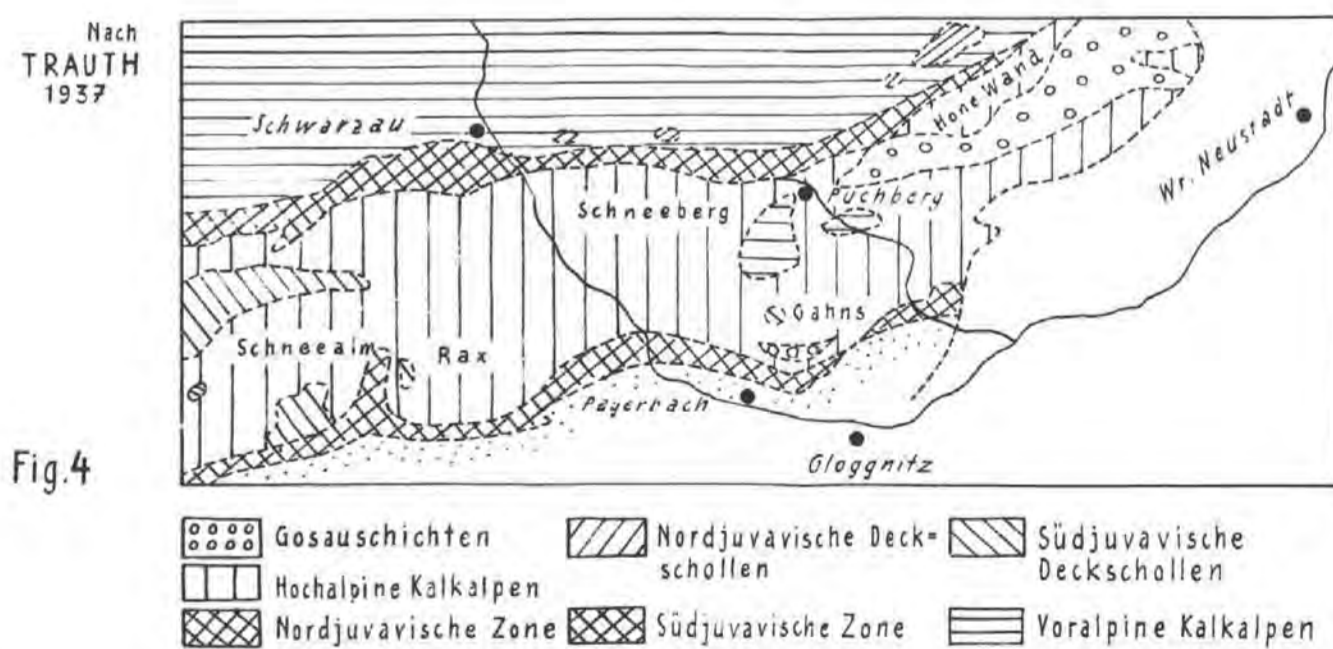 Nach
TRAUTH
1937
Schwarzau
Hohe Wand
Wr. Neustadt
Schneeberg
Puchberg
Gahns
Schneealm
Rax
Payerbach
Gloggnitz
Fig.4
Gosauschichten
Nordjuvavische Deck=
schollen
Südjuvavische
Deckschollen
Hochalpine Kalkalpen
Nordjuvavische Zone
Südjuvavische Zone
Voralpine Kalkalpen